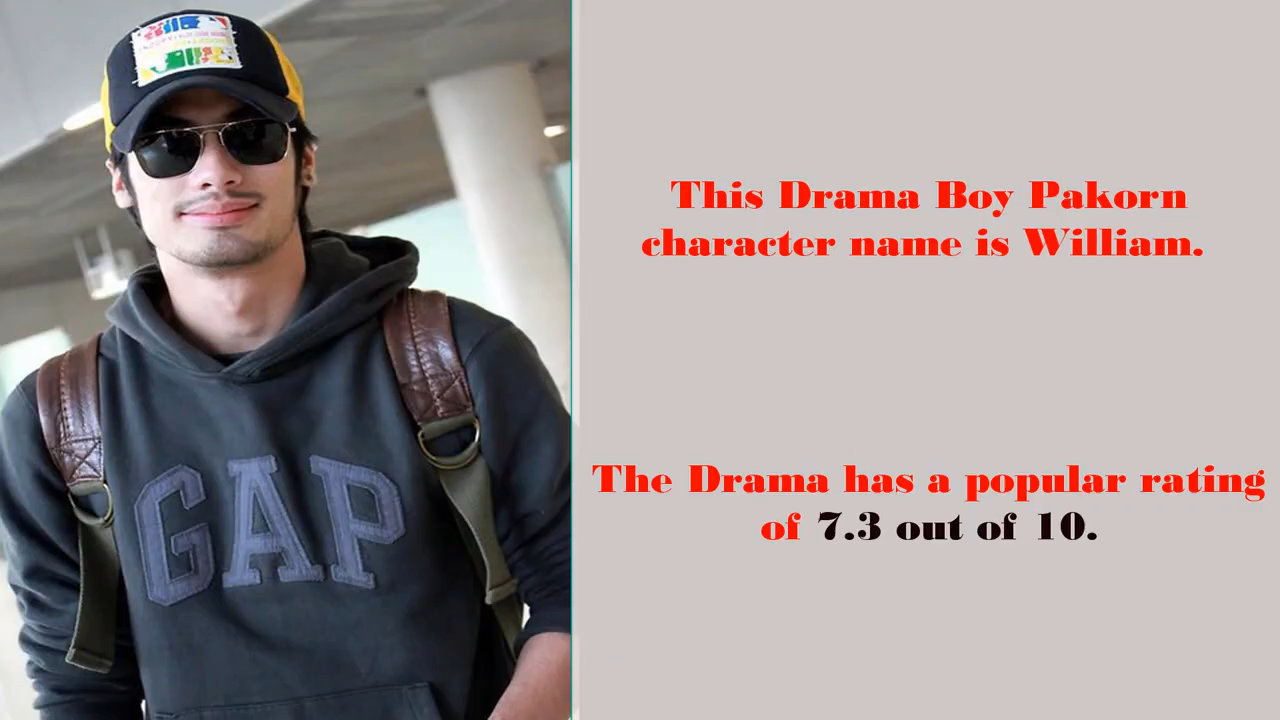 This Drama Boy Pakorn
character name is William.
The Drama has a popular rating
of 7.3 out of 10.
GAP